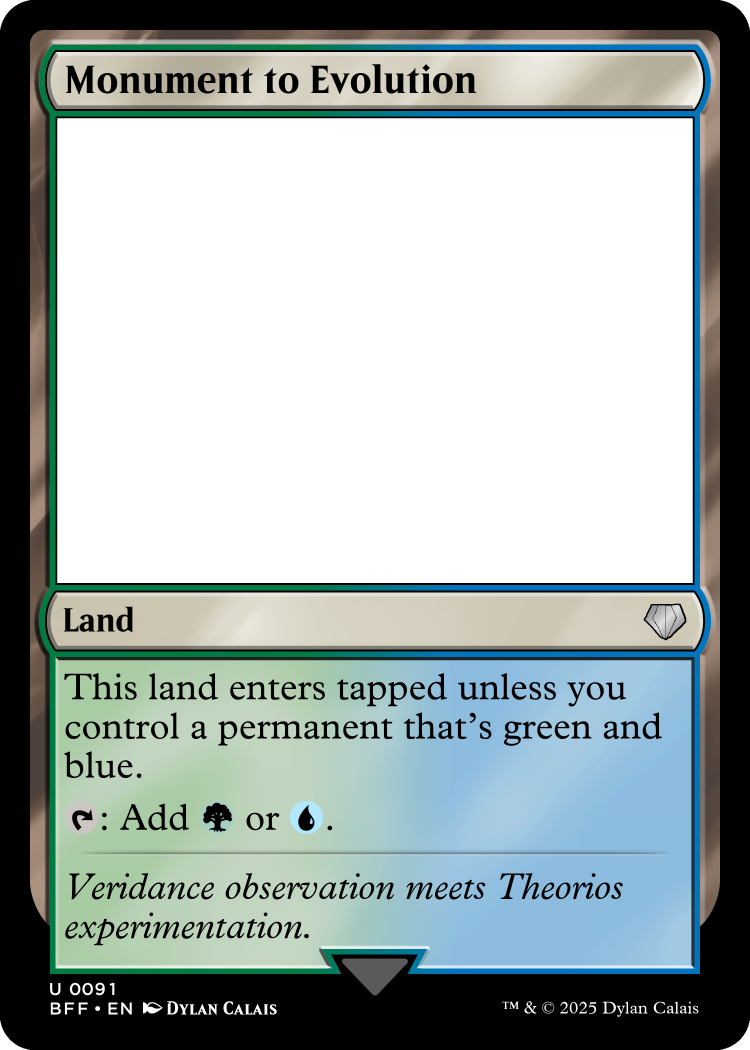 Monument to Evolution
Land
This land enters tapped unless you
control a permanent that's green and
blue.
: Add or .
Veridance observation meets Theorios
experimentation.
U 0091
BFF • EN DYLAN CALAIS
™ & © 2025 Dylan Calais